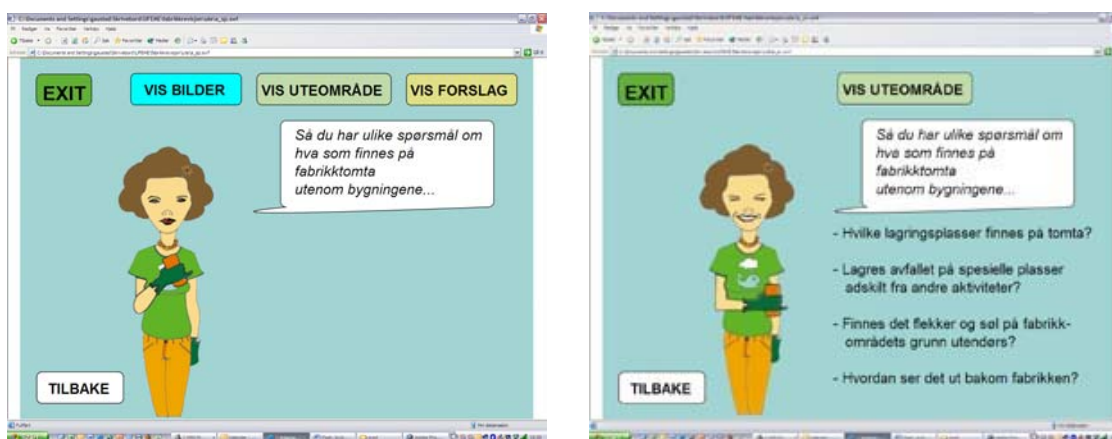 EXIT
VIS BILDER
VIS UTEOMRÅDE
VIS FORSLAG
Så du har ulike spørsmål om
hva som finnes på
fabrikktomta
utenom bygningene...
TILBAKE
EXIT
VIS UTEOMRÅDE
Så du har ulike spørsmål om
hva som finnes på
fabrikktomta
utenom bygningene...
- Hvilke lagringsplasser finnes på tomta?
- Lagres avfallet på spesielle plasser
adskilt fra andre aktiviteter?
- Finnes det flekker og søl på fabrikk-
områdets grunn utendørs?
- Hvordan ser det ut bakom fabrikken?
TILBAKE